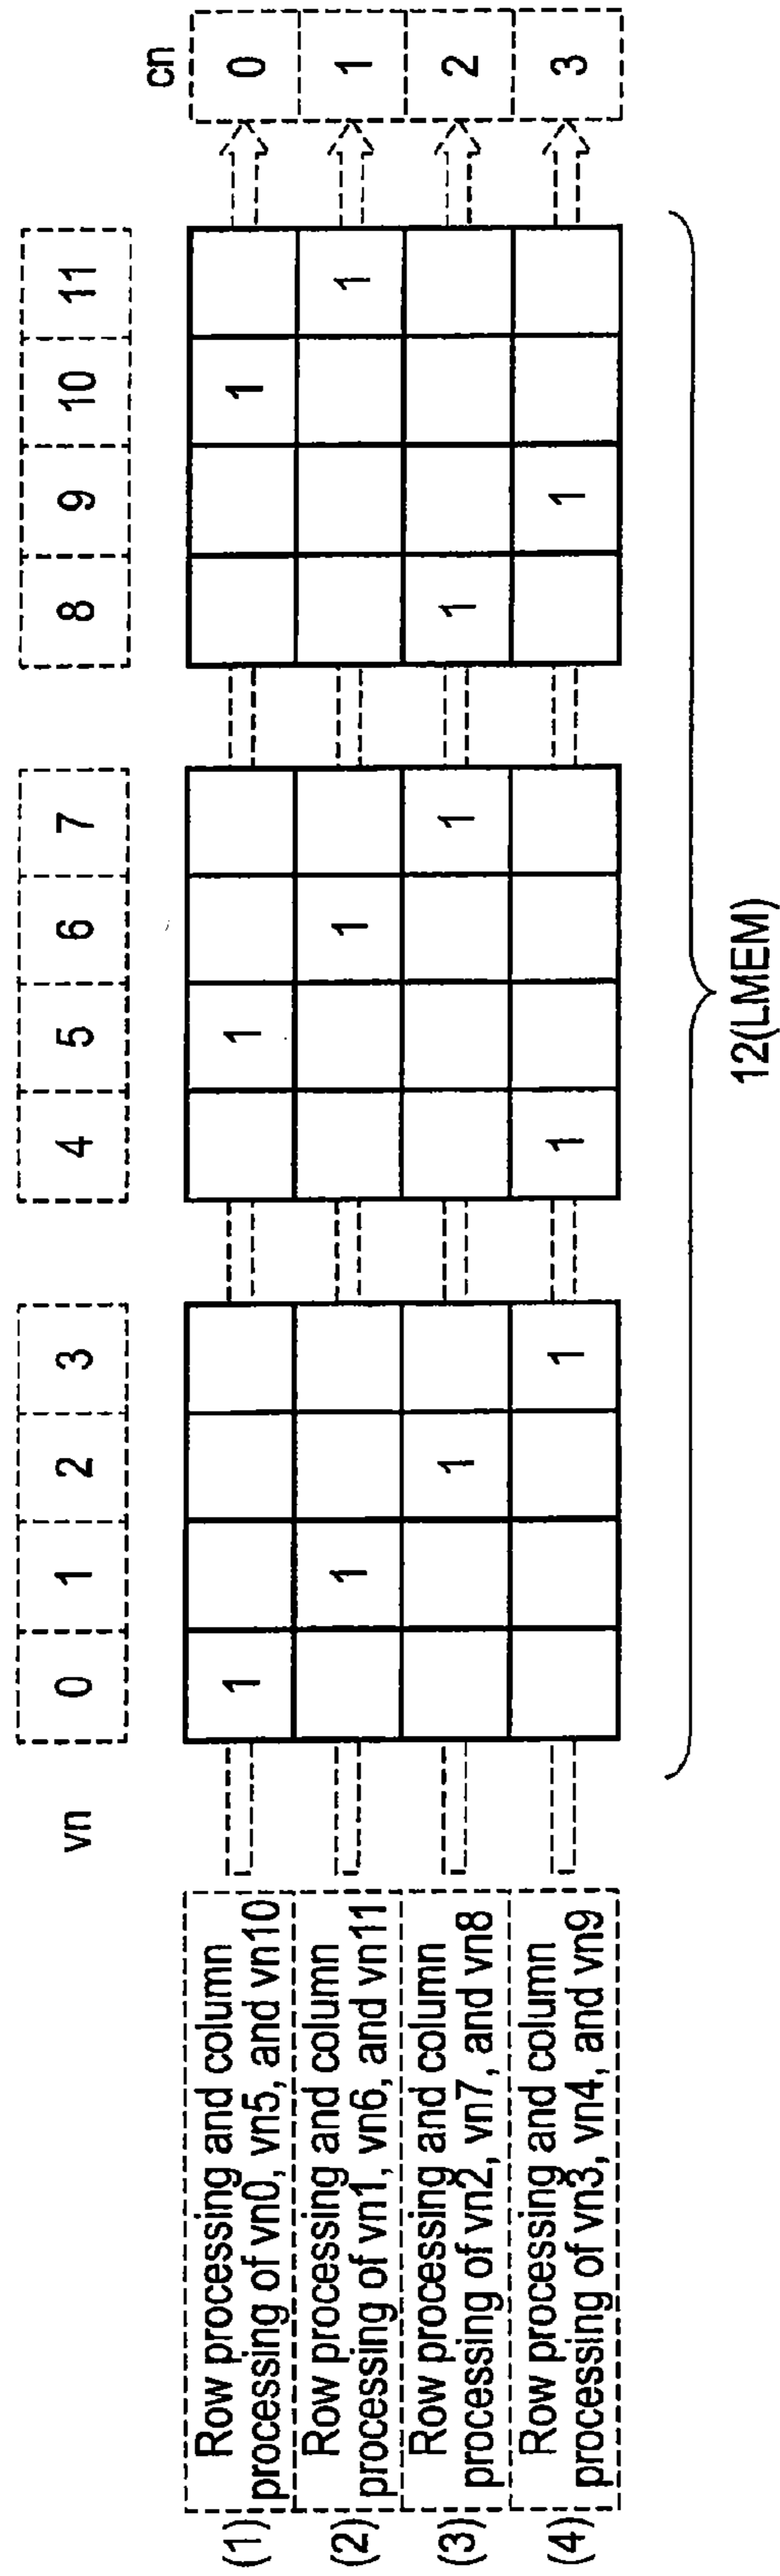 vn 0 1 2 3 4 5 6 7 8 9 10 11
cn
(1) Row processing and column
processing of vn0, vn5, and vn10
1 1 1 0
(2) Row processing and column
processing of vn1, vn6, and vn11
1 1 1 1
(3) Row processing and column
processing of vn2, vn7, and vn8
1 1 1 2
(4) Row processing and column
processing of vn3, vn4, and vn9
1 1 1 3
12(LMEM)